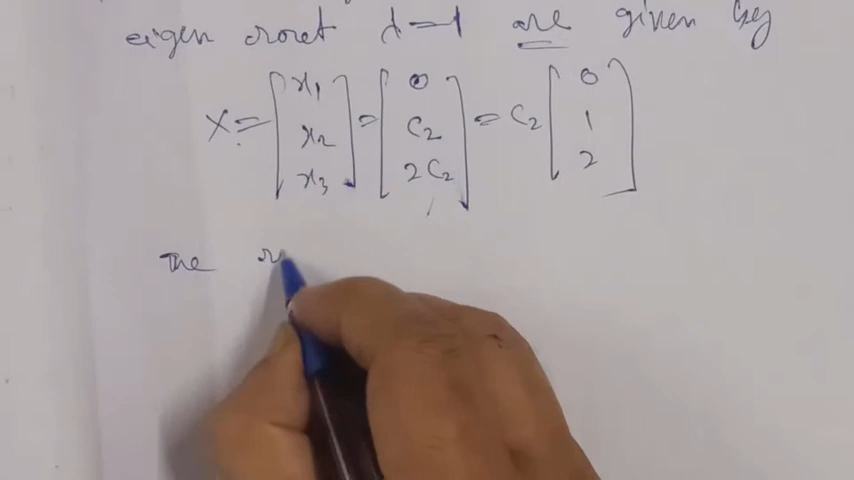 eigen root λ=1 are given by
X = [x1 x2 x3] = [0 c2 2c2] = c2 [0 1 2]
The